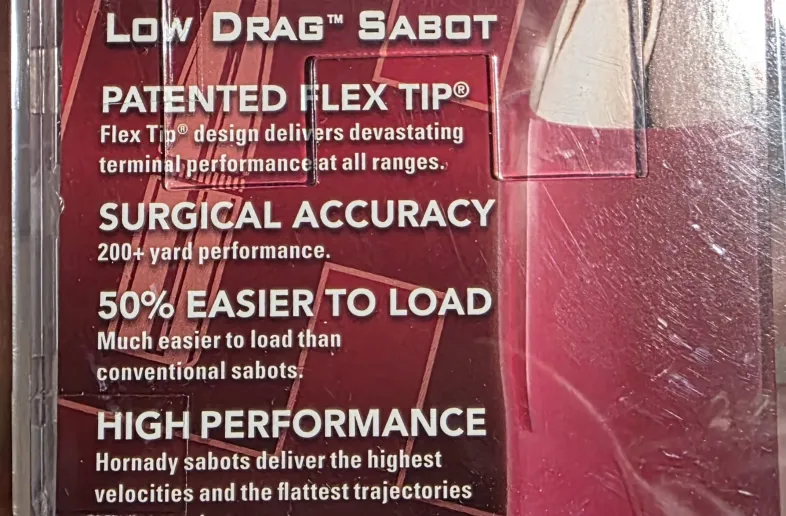 LOW DRAG™ SABOT
PATENTED FLEX TIP®
Flex Tip® design delivers devastating
terminal performance at all ranges.
SURGICAL ACCURACY
200+ yard performance.
50% EASIER TO LOAD
Much easier to load than
conventional sabots.
HIGH PERFORMANCE
Hornady sabots deliver the highest
velocities and the flattest trajectories